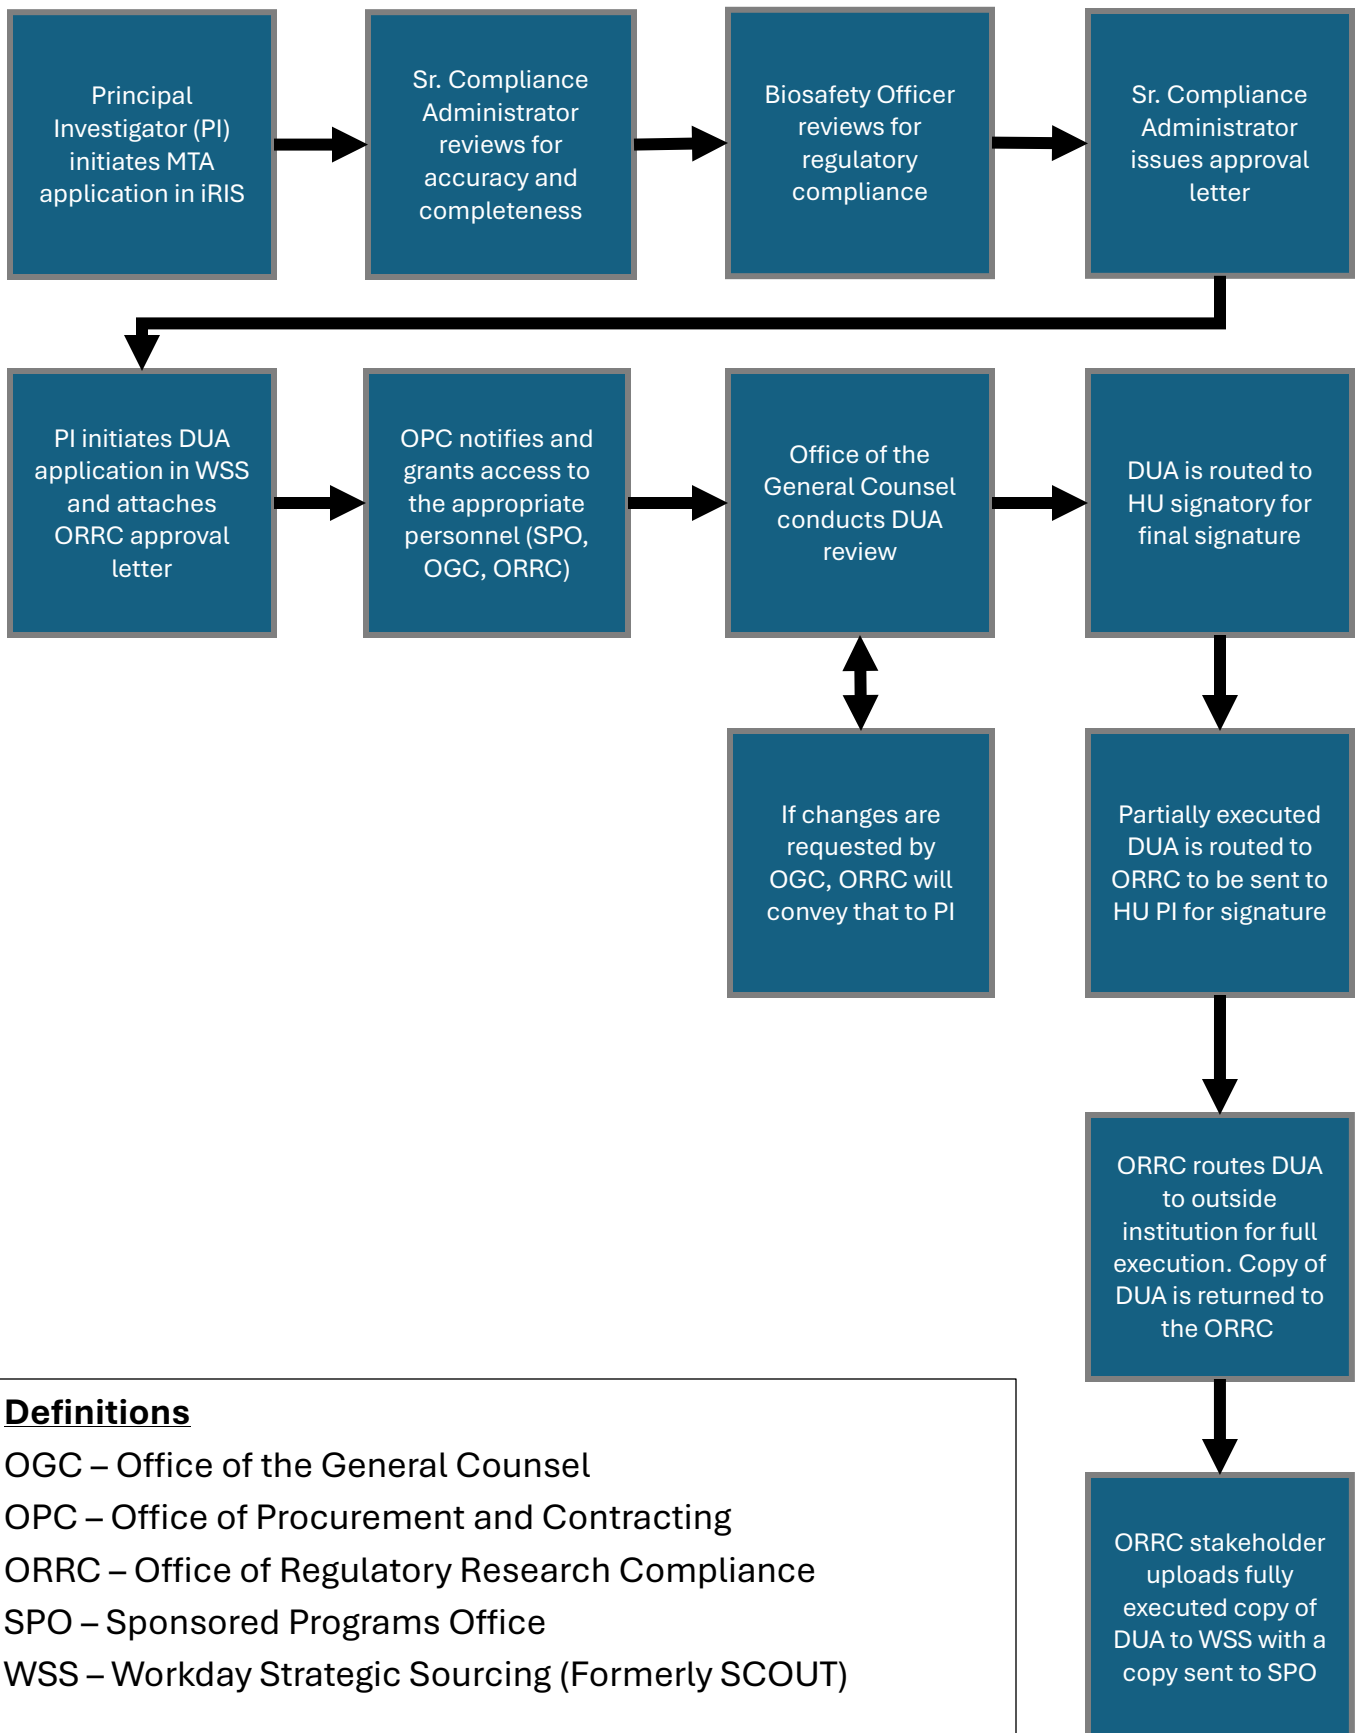 Principal
Investigator (PI)
initiates MTA
application in iRIS
Sr. Compliance
Administrator
reviews for
accuracy and
completeness
Biosafety Officer
reviews for
regulatory
compliance
Sr. Compliance
Administrator
issues approval
letter
PI initiates DUA
application in WSS
and attaches
ORRC approval
letter
OPC notifies and
grants access to
the appropriate
personnel (SPO,
OGC, ORRC)
Office of the
General Counsel
conducts DUA
review
DUA is routed to
HU signatory for
final signature
If changes are
requested by
OGC, ORRC will
convey that to PI
Partially executed
DUA is routed to
ORRC to be sent to
HU PI for signature
ORRC routes DUA
to outside
institution for full
execution. Copy of
DUA is returned to
the ORRC
ORRC stakeholder
uploads fully
executed copy of
DUA to WSS with a
copy sent to SPO
Definitions
OGC – Office of the General Counsel
OPC – Office of Procurement and Contracting
ORRC – Office of Regulatory Research Compliance
SPO – Sponsored Programs Office
WSS – Workday Strategic Sourcing (Formerly SCOUT)